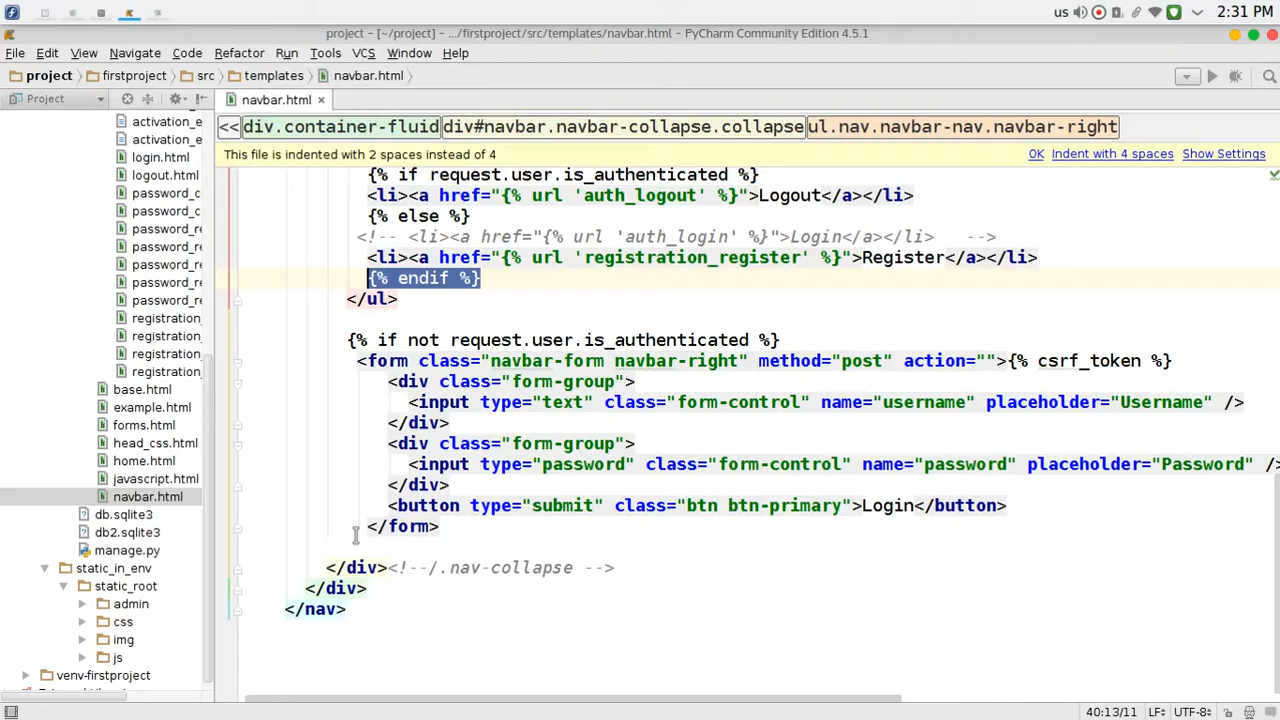 us 2:31 PM
project - [~/project] - .../firstproject/src/templates/navbar.html - PyCharm Community Edition 4.5.1
File Edit View Navigate Code Refactor Run Tools VCS Window Help
project firstproject src templates navbar.html
Project navbar.html
<<div.container-fluid div#navbar.navbar-collapse.collapse ul.nav.navbar-nav.navbar-right
This file is indented with 2 spaces instead of 4 OK Indent with 4 spaces Show Settings
activation_e
activation_e
login.html
logout.html
password_c
password_c
password_re
password_re
password_re
password_re
password_re
registration_
registration_
registration_
registration_
base.html
example.html
forms.html
head_css.html
home.html
javascript.html
navbar.html
db.sqlite3
db2.sqlite3
manage.py
static_in_env
static_root
admin
css
img
js
venv-firstproject
{% if request.user.is_authenticated %}
<li><a href="{% url 'auth_logout' %}">Logout</a></li>
{% else %}
<!-- <li><a href="{% url 'auth_login' %}">Login</a></li>   -->
<li><a href="{% url 'registration_register' %}">Register</a></li>
{% endif %}
</ul>
{% if not request.user.is_authenticated %}
<form class="navbar-form navbar-right" method="post" action="">{% csrf_token %}
<div class="form-group">
<input type="text" class="form-control" name="username" placeholder="Username" />
</div>
<div class="form-group">
<input type="password" class="form-control" name="password" placeholder="Password" />
</div>
<button type="submit" class="btn btn-primary">Login</button>
</form>
</div><!--/.nav-collapse -->
</div>
</nav>
40:13/11 LF UTF-8